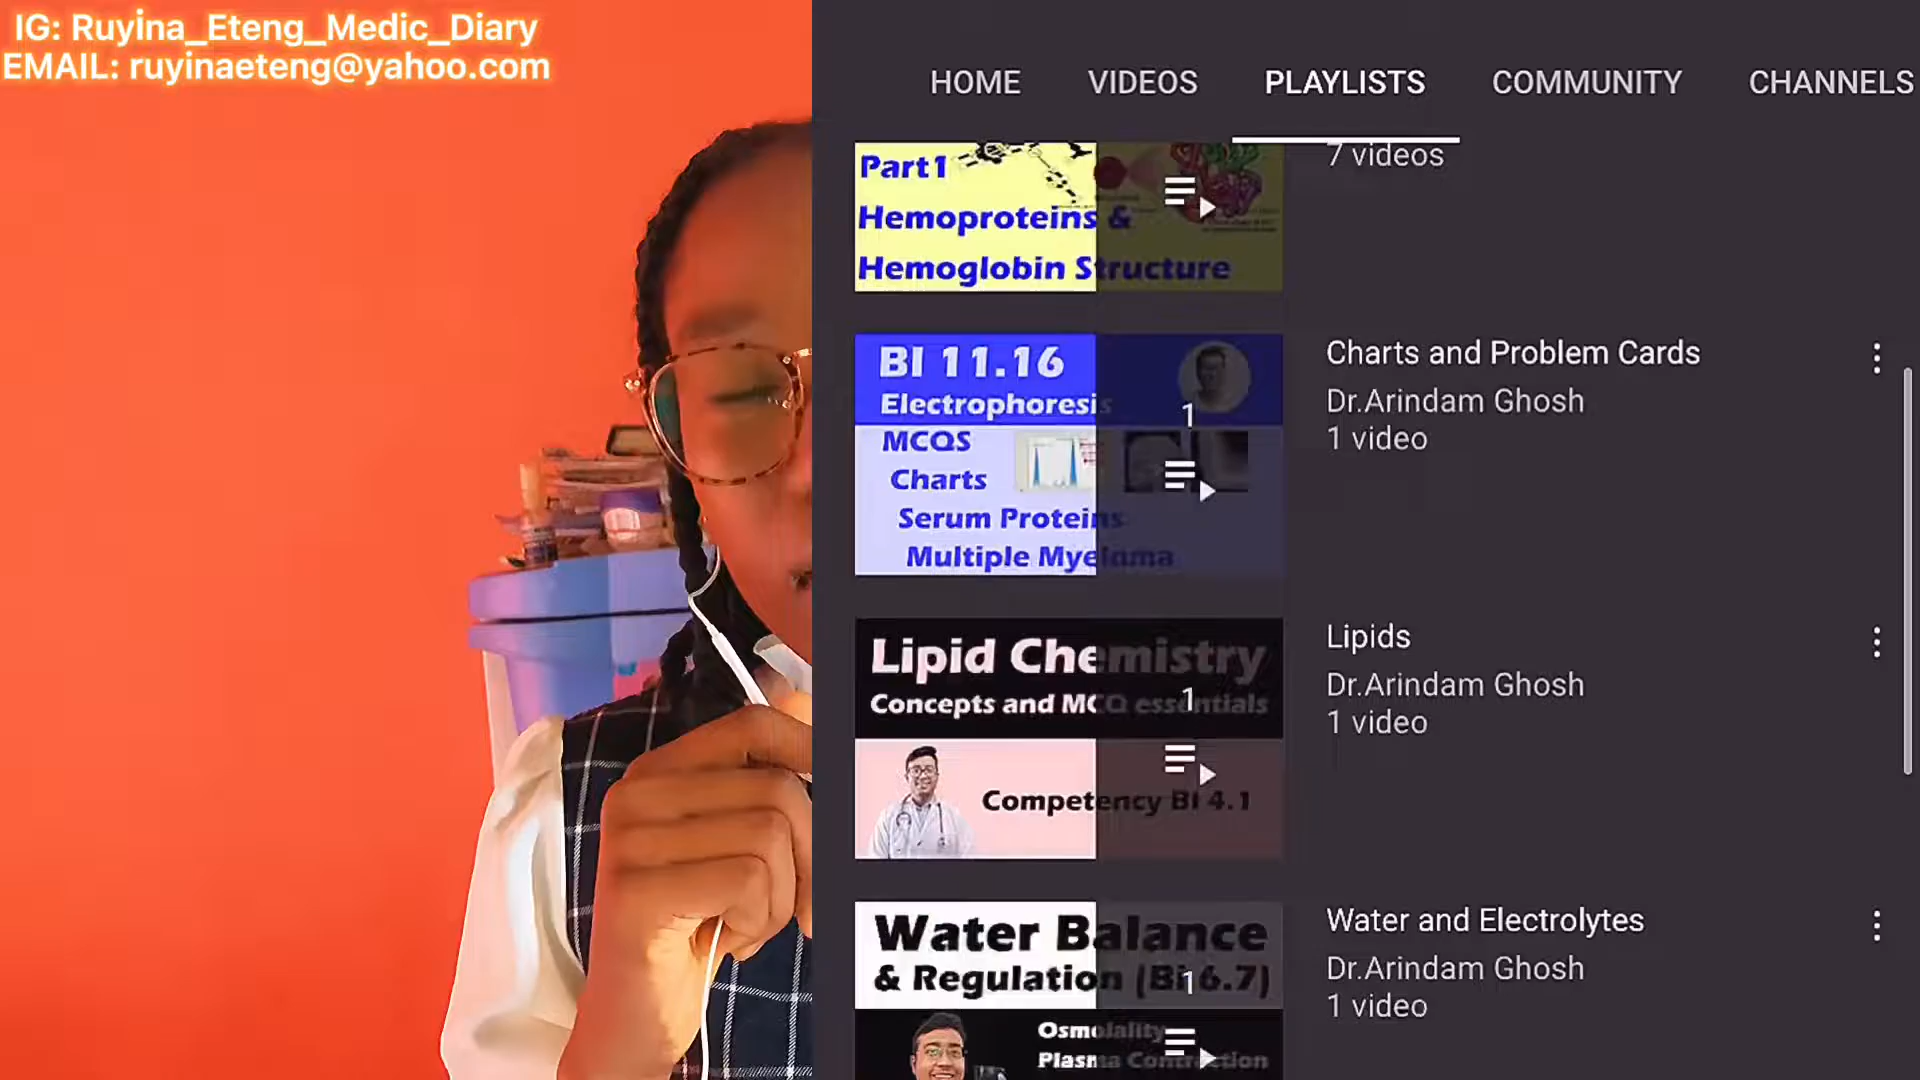 IG: Ruyina_Eteng_Medic_Diary
EMAIL: ruyinaeteng@yahoo.com
HOME VIDEOS PLAYLISTS COMMUNITY CHANNELS
Part1
Hemoproteins &
Hemoglobin Structure
7 videos
BI 11.16
Electrophoresis
MCQS
Charts
Serum Proteins
Multiple Myeloma
1
Charts and Problem Cards
Dr.Arindam Ghosh
1 video
Lipid Chemistry
Concepts and MCQ essentials
Competency BI 4.1
1
Lipids
Dr.Arindam Ghosh
1 video
Water Balance
& Regulation (Bi 6.7)
Osmolality
Plasma Contraction
1
Water and Electrolytes
Dr.Arindam Ghosh
1 video